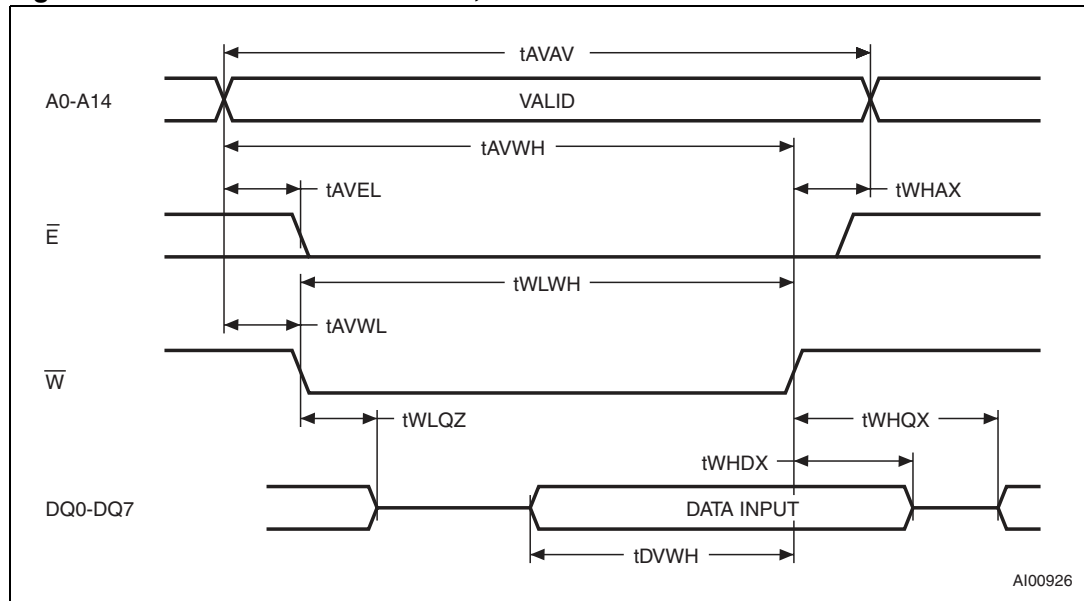 tAVAV
A0-A14
VALID
tAVWH
tAVEL
tWHAX
E̅
tWLWH
tAVWL
W̅
tWLQZ
tWHQX
tWHDX
DQ0-DQ7
DATA INPUT
tDVWH
AI00926